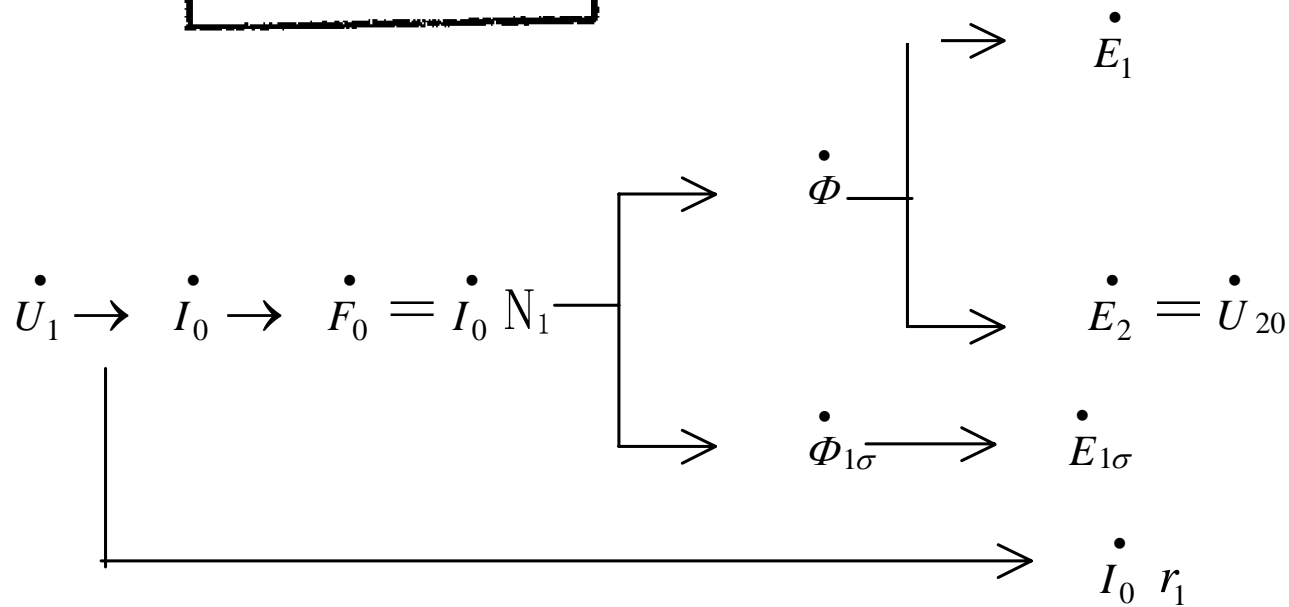 Ė₁
Φ̇
U̇₁ → İ₀ → Ḟ₀ = İ₀ N₁
Ė₂ = U̇₂₀
Φ̇₁σ
Ė₁σ
İ₀ r₁